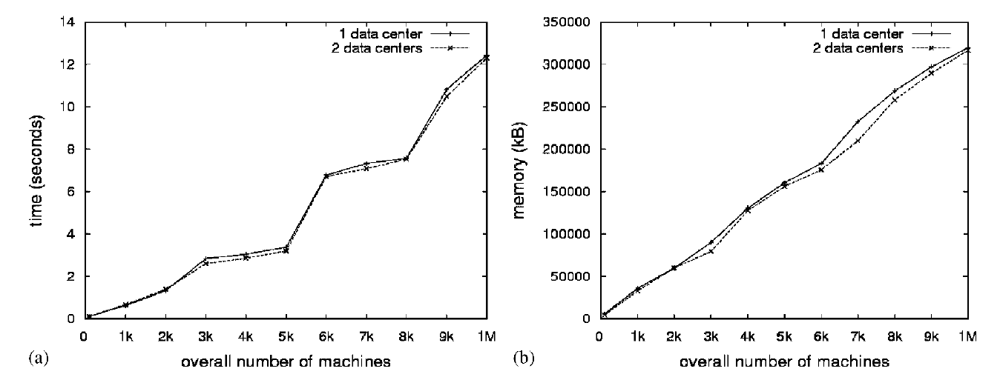 14
12
10
8
6
4
2
0
time (seconds)
1 data center
2 data centers
0 1k 2k 3k 4k 5k 6k 7k 8k 9k 1M
overall number of machines
(a)
350000
300000
250000
200000
150000
100000
50000
0
memory (kB)
1 data center
2 data centers
0 1k 2k 3k 4k 5k 6k 7k 8k 9k 1M
overall number of machines
(b)